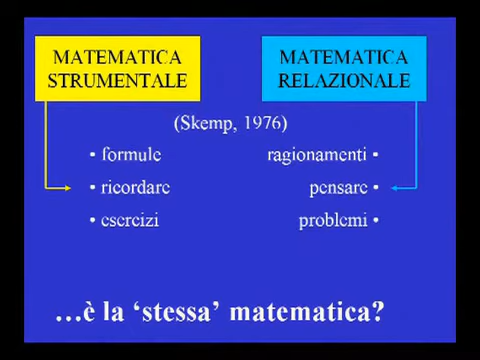 MATEMATICA
STRUMENTALE
MATEMATICA
RELAZIONALE
(Skemp, 1976)
• formule
ragionamenti •
• ricordare
pensare •
• esercizi
problemi •
…è la ‘stessa’ matematica?